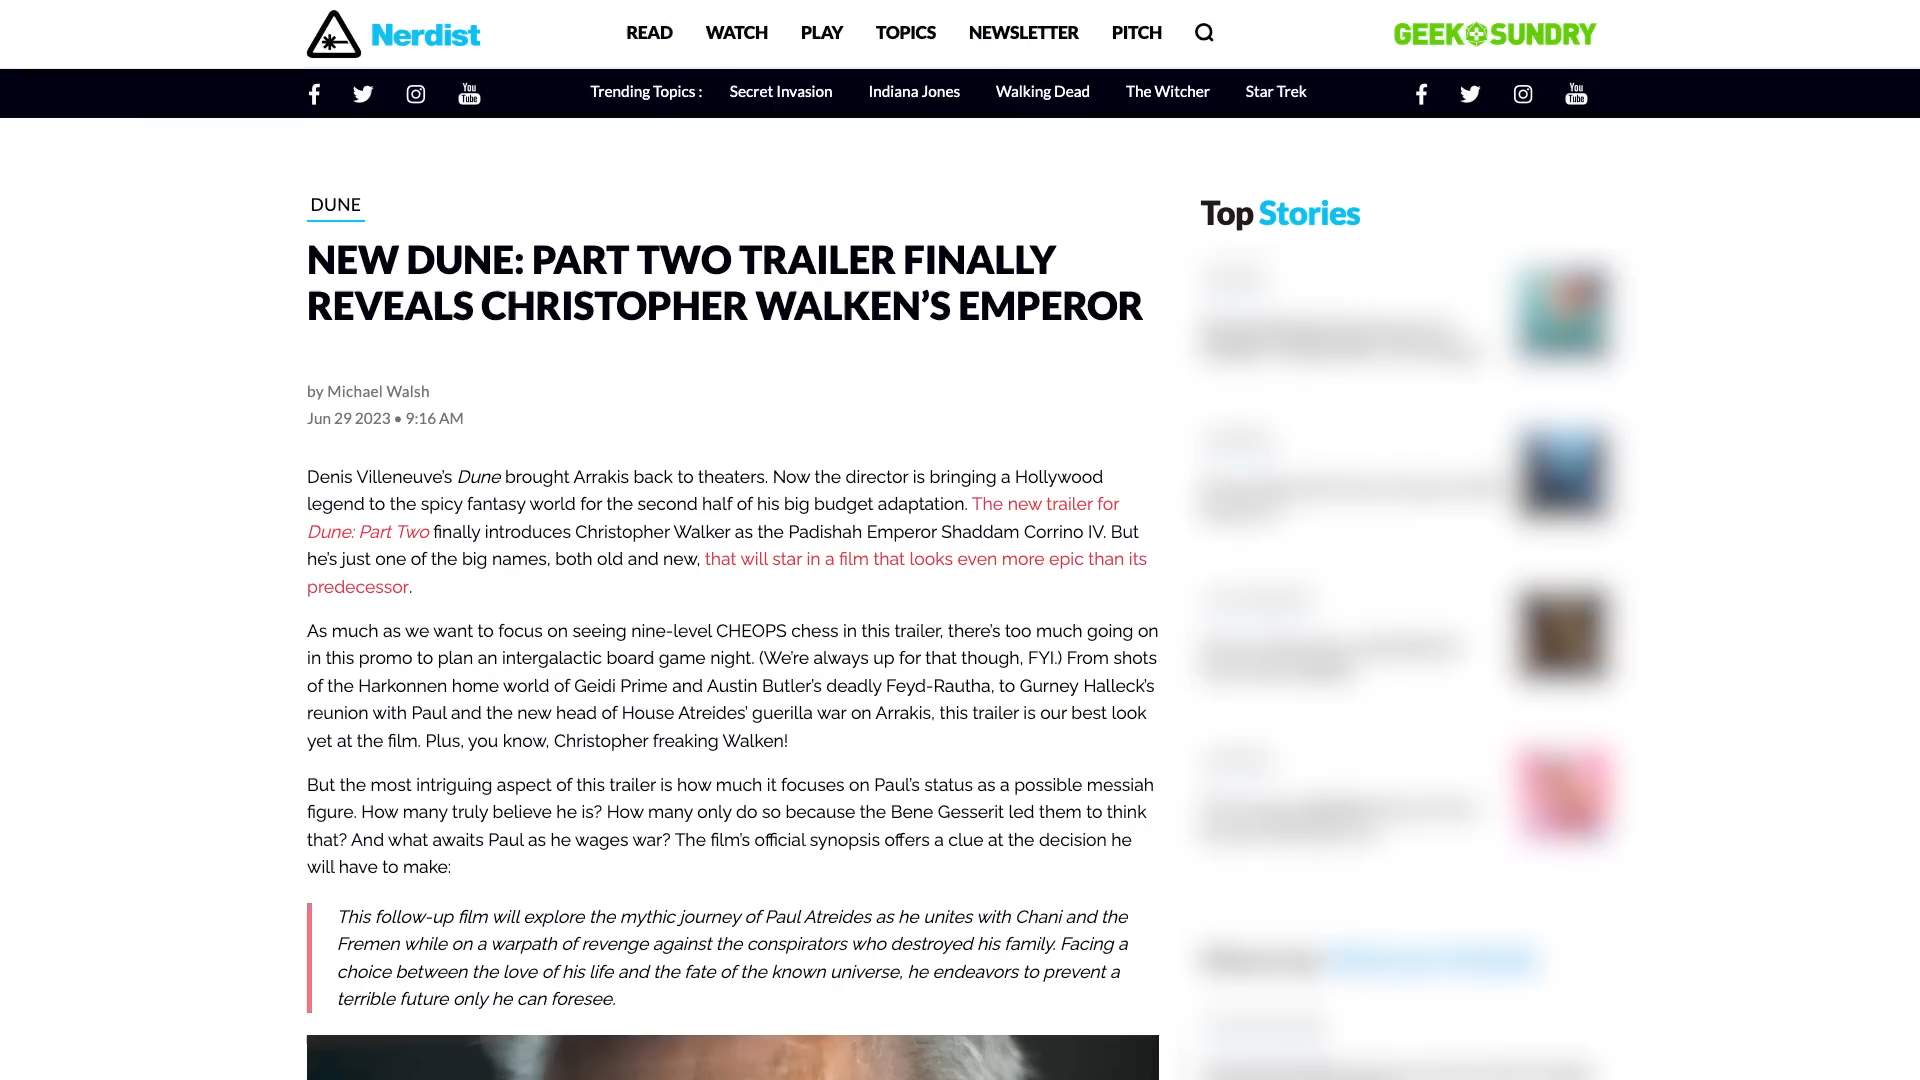 Nerdist
READ WATCH PLAY TOPICS NEWSLETTER PITCH
GEEK SUNDRY
You Tube
Trending Topics : Secret Invasion Indiana Jones Walking Dead The Witcher Star Trek
You Tube
DUNE
NEW DUNE: PART TWO TRAILER FINALLY
REVEALS CHRISTOPHER WALKEN’S EMPEROR
by Michael Walsh
Jun 29 2023 • 9:16 AM
Denis Villeneuve’s Dune brought Arrakis back to theaters. Now the director is bringing a Hollywood
legend to the spicy fantasy world for the second half of his big budget adaptation. The new trailer for
Dune: Part Two finally introduces Christopher Walker as the Padishah Emperor Shaddam Corrino IV. But
he’s just one of the big names, both old and new, that will star in a film that looks even more epic than its
predecessor.
As much as we want to focus on seeing nine-level CHEOPS chess in this trailer, there’s too much going on
in this promo to plan an intergalactic board game night. (We’re always up for that though, FYI.) From shots
of the Harkonnen home world of Geidi Prime and Austin Butler’s deadly Feyd-Rautha, to Gurney Halleck’s
reunion with Paul and the new head of House Atreides’ guerilla war on Arrakis, this trailer is our best look
yet at the film. Plus, you know, Christopher freaking Walken!
But the most intriguing aspect of this trailer is how much it focuses on Paul’s status as a possible messiah
figure. How many truly believe he is? How many only do so because the Bene Gesserit led them to think
that? And what awaits Paul as he wages war? The film’s official synopsis offers a clue at the decision he
will have to make:
This follow-up film will explore the mythic journey of Paul Atreides as he unites with Chani and the
Fremen while on a warpath of revenge against the conspirators who destroyed his family. Facing a
choice between the love of his life and the fate of the known universe, he endeavors to prevent a
terrible future only he can foresee.
Top Stories